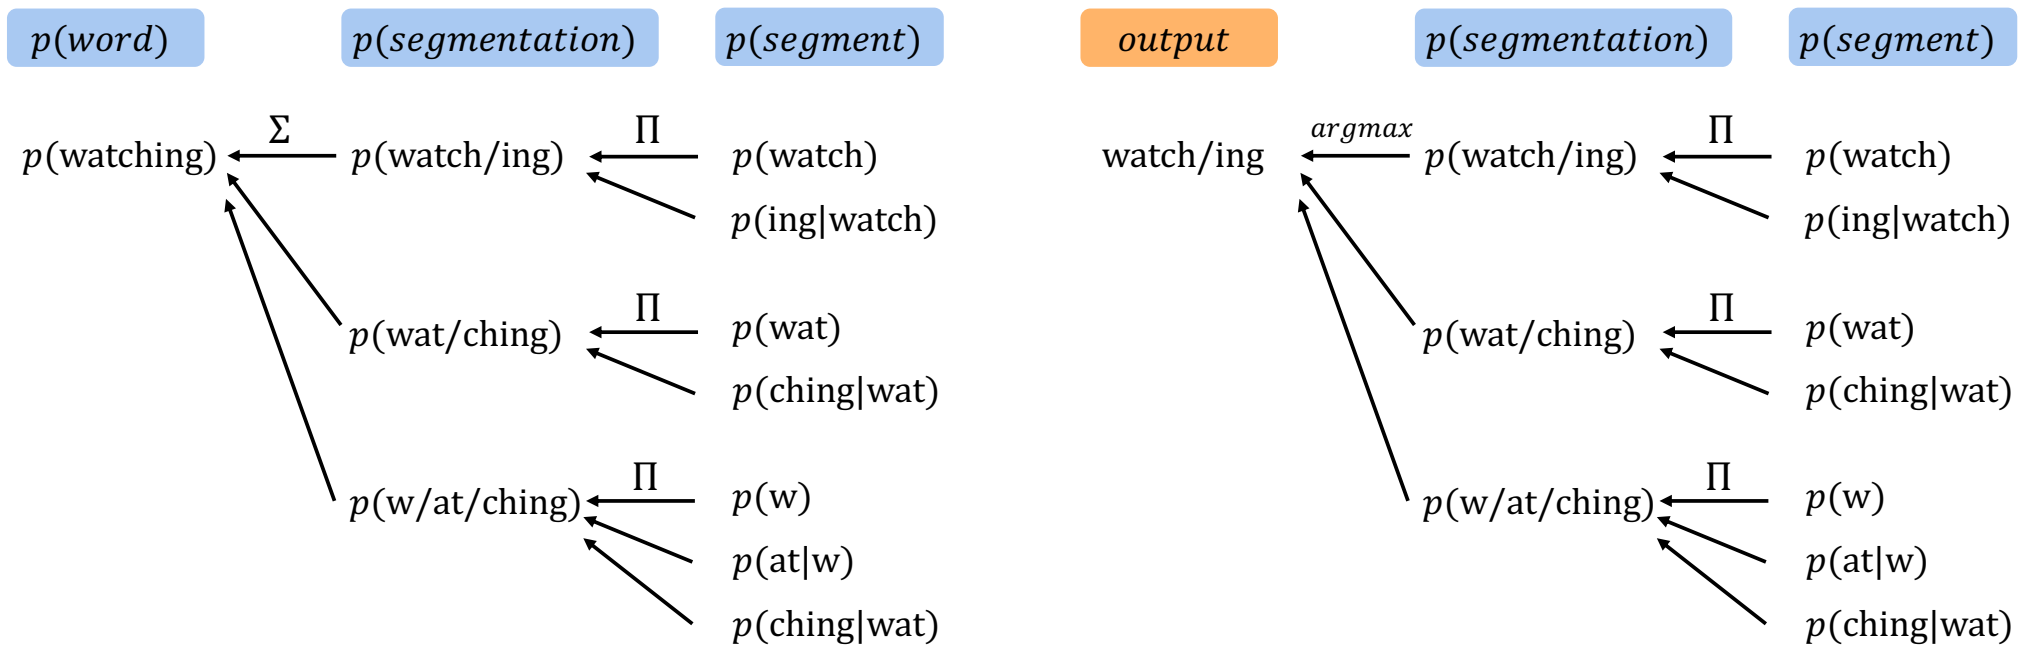 p(word) p(segmentation) p(segment) output p(segmentation) p(segment)
Σ Π argmax Π
p(watching) p(watch/ing) p(watch) watch/ing p(watch/ing) p(watch)
p(ing|watch) p(ing|watch)
Π Π
p(wat/ching) p(wat) p(wat/ching) p(wat)
p(ching|wat) p(ching|wat)
Π Π
p(w/at/ching) p(w) p(w/at/ching) p(w)
p(at|w) p(at|w)
p(ching|wat) p(ching|wat)